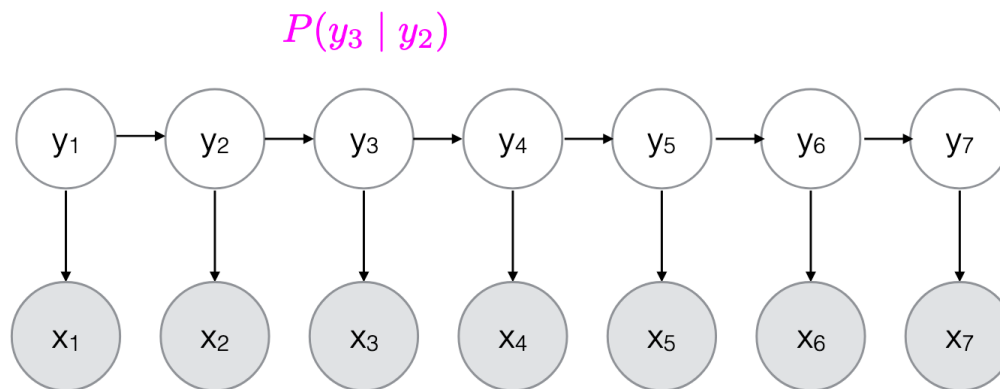 P(y₃ | y₂)
y₁ y₂ y₃ y₄ y₅ y₆ y₇
x₁ x₂ x₃ x₄ x₅ x₆ x₇